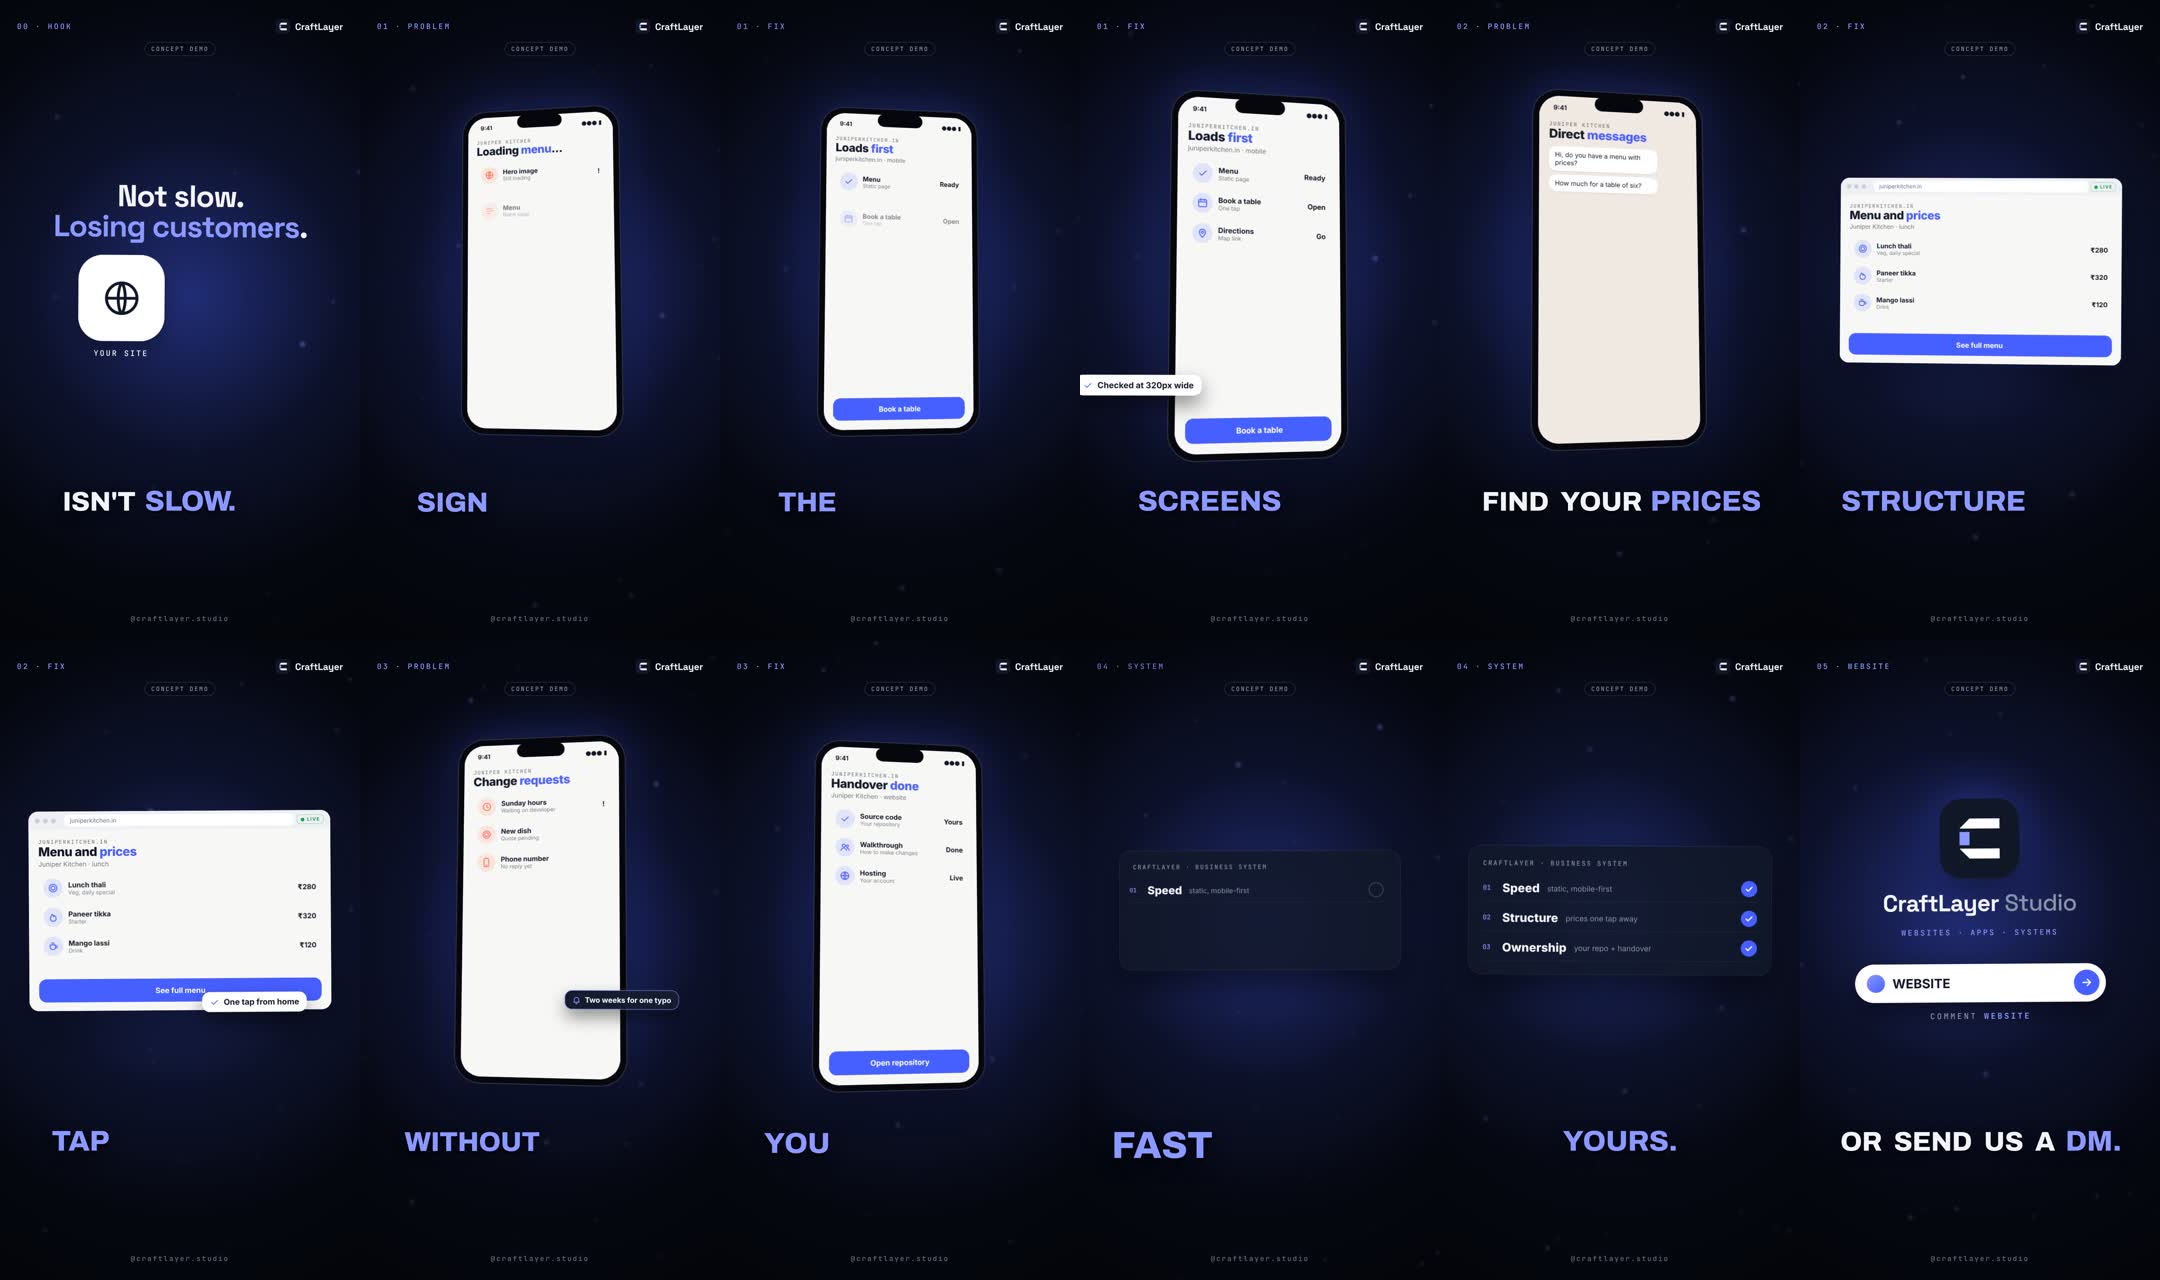 00 · HOOK
CraftLayer
CONCEPT DEMO
Not slow.
Losing customers.
YOUR SITE
ISN'T SLOW.
@craftlayer.studio
01 · PROBLEM
CraftLayer
CONCEPT DEMO
9:41
JUNIPER KITCHEN
Loading menu...
Hero image
Still loading
!
Menu
SIGN
@craftlayer.studio
01 · FIX
CraftLayer
CONCEPT DEMO
9:41
JUNIPERKITCHEN.IN
Loads first
juniperkitchen.in · mobile
Menu
Static page
Ready
Book a table
One tap
Open
Book a table
THE
@craftlayer.studio
01 · FIX
CraftLayer
CONCEPT DEMO
9:41
JUNIPERKITCHEN.IN
Loads first
juniperkitchen.in · mobile
Menu
Static page
Ready
Book a table
One tap
Open
Directions
Map link
Go
Checked at 320px wide
Book a table
SCREENS
@craftlayer.studio
02 · PROBLEM
CraftLayer
CONCEPT DEMO
9:41
JUNIPER KITCHEN
Direct messages
Hi, do you have a menu with
prices?
How much for a table of six?
FIND YOUR PRICES
@craftlayer.studio
02 · FIX
CraftLayer
CONCEPT DEMO
juniperkitchen.in
LIVE
JUNIPERKITCHEN.IN
Menu and prices
Juniper Kitchen · lunch
Lunch thali
Veg, daily special
₹280
Paneer tikka
Starter
₹320
Mango lassi
Drink
₹120
See full menu
STRUCTURE
@craftlayer.studio
02 · FIX
CraftLayer
CONCEPT DEMO
juniperkitchen.in
LIVE
JUNIPERKITCHEN.IN
Menu and prices
Juniper Kitchen · lunch
Lunch thali
Veg, daily special
₹280
Paneer tikka
Starter
₹320
Mango lassi
Drink
₹120
See full menu
One tap from home
TAP
@craftlayer.studio
03 · PROBLEM
CraftLayer
CONCEPT DEMO
9:41
JUNIPER KITCHEN
Change requests
Sunday hours
Waiting on developer
!
New dish
Quote pending
Phone number
No reply yet
Two weeks for one typo
WITHOUT
@craftlayer.studio
03 · FIX
CraftLayer
CONCEPT DEMO
9:41
JUNIPERKITCHEN.IN
Handover done
Juniper Kitchen · website
Source code
Your repository
Yours
Walkthrough
How to make changes
Done
Hosting
Your account
Live
Open repository
YOU
@craftlayer.studio
04 · SYSTEM
CraftLayer
CONCEPT DEMO
CRAFTLAYER · BUSINESS SYSTEM
01 Speed static, mobile-first
FAST
@craftlayer.studio
04 · SYSTEM
CraftLayer
CONCEPT DEMO
CRAFTLAYER · BUSINESS SYSTEM
01 Speed static, mobile-first
02 Structure prices one tap away
03 Ownership your repo + handover
YOURS.
@craftlayer.studio
05 · WEBSITE
CraftLayer
CONCEPT DEMO
CraftLayer Studio
WEBSITES · APPS · SYSTEMS
WEBSITE
COMMENT WEBSITE
OR SEND US A DM.
@craftlayer.studio